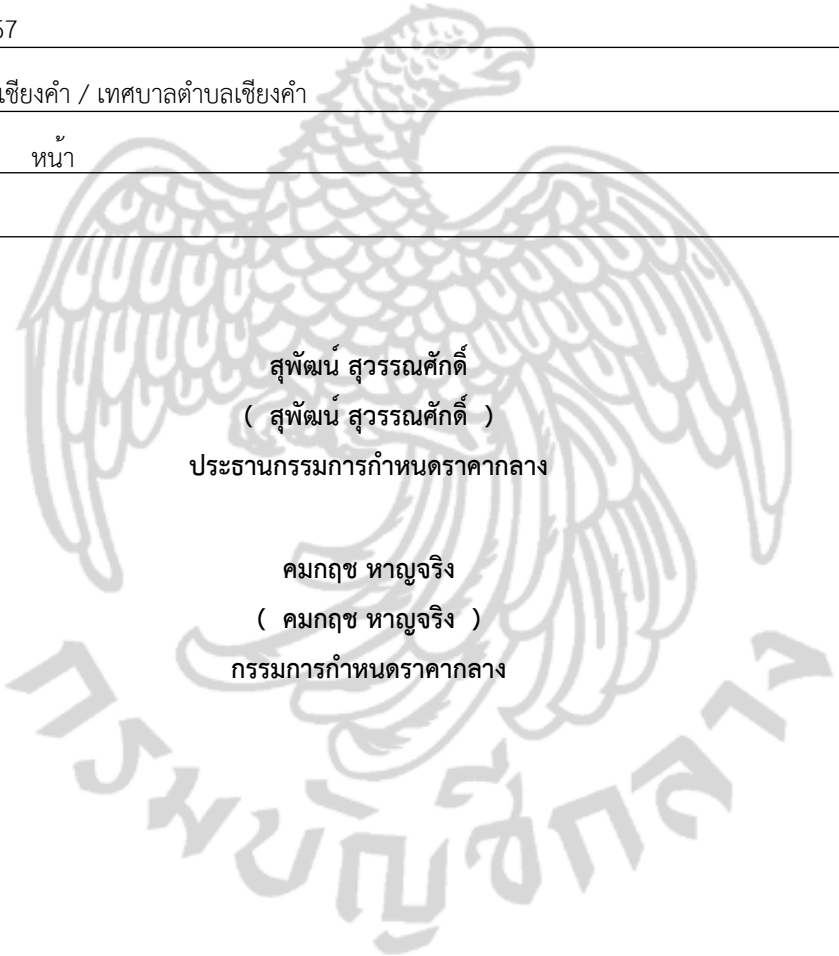 57
เชียงคำ / เทศบาลตำบลเชียงคำ
หน้า
สุพัฒน์ สุวรรณศักดิ์
( สุพัฒน์ สุวรรณศักดิ์ )
ประธานกรรมการกำหนดราคากลาง
คมกฤช หาญจริง
( คมกฤช หาญจริง )
กรรมการกำหนดราคากลาง
กรมบัญชีกลาง